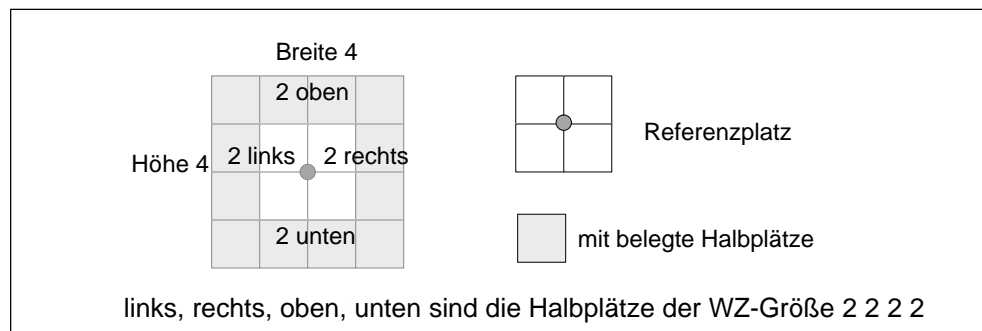 Breite 4
2 oben
Höhe 4
2 links
2 rechts
2 unten
Referenzplatz
mit belegte Halbplätze
links, rechts, oben, unten sind die Halbplätze der WZ-Größe 2 2 2 2